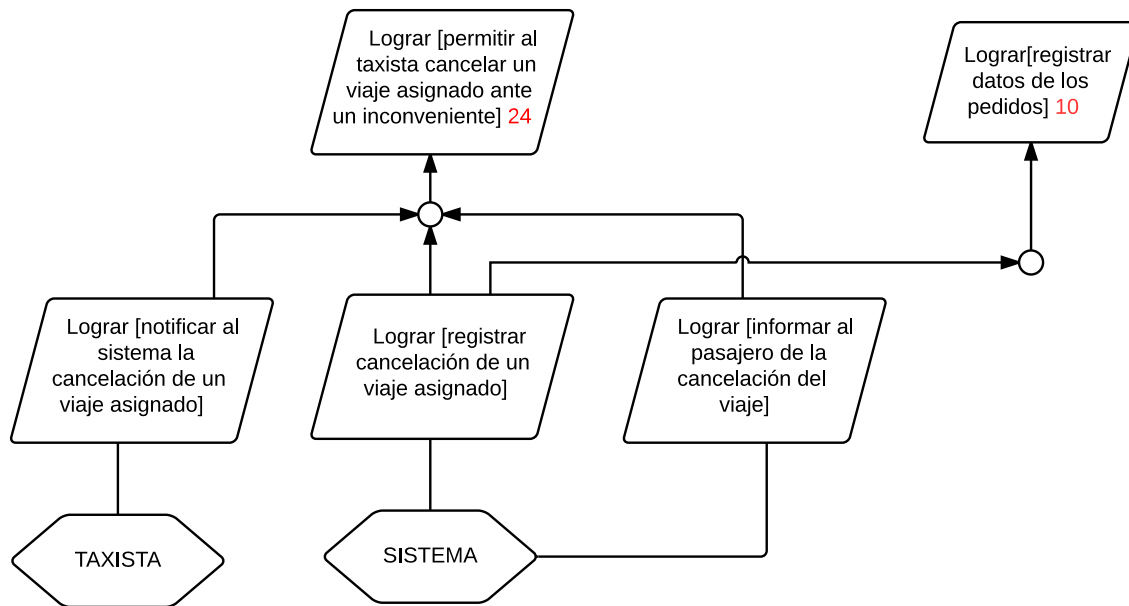 Lograr [permitir al
taxista cancelar un
viaje asignado ante
un inconveniente] 24
Lograr[registrar
datos de los
pedidos] 10
Lograr [notificar al
sistema la
cancelación de un
viaje asignado]
Lograr [registrar
cancelación de un
viaje asignado]
Lograr [informar al
pasajero de la
cancelación del
viaje]
TAXISTA
SISTEMA